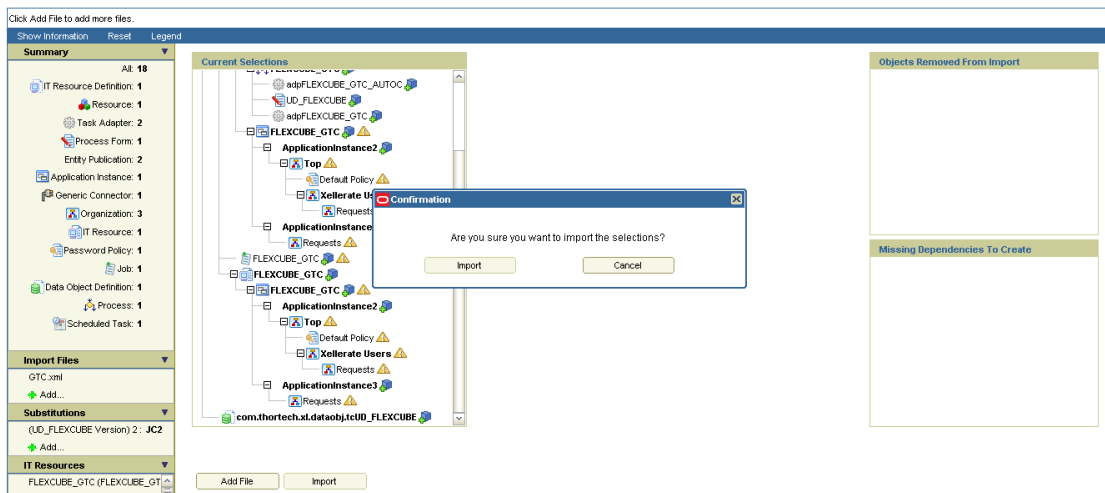 Click Add File to add more files.
Show Information Reset Legend
Summary
All: 18
IT Resource Definition: 1
Resource: 1
Task Adapter: 2
Process Form: 1
Entity Publication: 2
Application Instance: 1
Generic Connector: 1
Organization: 3
IT Resource: 1
Password Policy: 1
Job: 1
Data Object Definition: 1
Process: 1
Scheduled Task: 1
Import Files
GTC.xml
Add...
Substitutions
(UD_FLEXCUBE Version) 2 : JC2
Add...
IT Resources
FLEXCUBE_GTC (FLEXCUBE_GT
Current Selections
FLEXCUBE_GTC
adpFLEXCUBE_GTC_AUTOC
UD_FLEXCUBE
adpFLEXCUBE_GTC
FLEXCUBE_GTC
ApplicationInstance2
Top
Default Policy
Xellerate Us
Requests
ApplicationInstance
Requests
FLEXCUBE_GTC
FLEXCUBE_GTC
FLEXCUBE_GTC
ApplicationInstance2
Top
Default Policy
Xellerate Users
Requests
ApplicationInstance3
Requests
com.thortech.xl.dataobj.tcUD_FLEXCUBE
Add File Import
Confirmation
Are you sure you want to import the selections?
Import Cancel
Objects Removed From Import
Missing Dependencies To Create